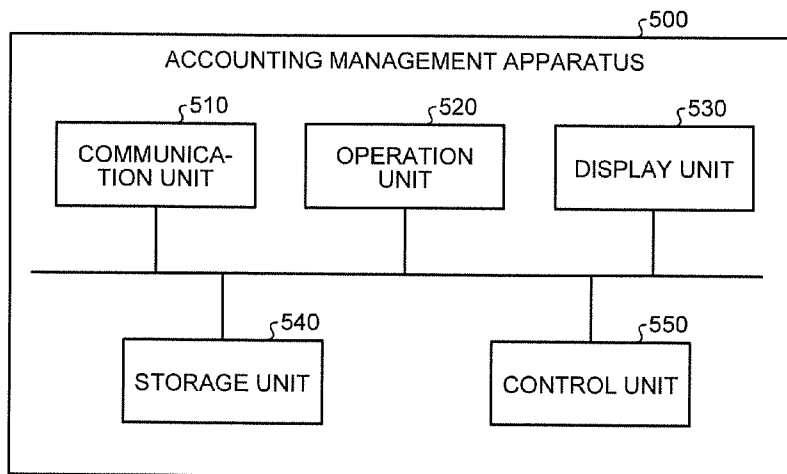 500
ACCOUNTING MANAGEMENT APPARATUS
510
520
530
COMMUNICA-
TION UNIT
OPERATION
UNIT
DISPLAY UNIT
540
550
STORAGE UNIT
CONTROL UNIT